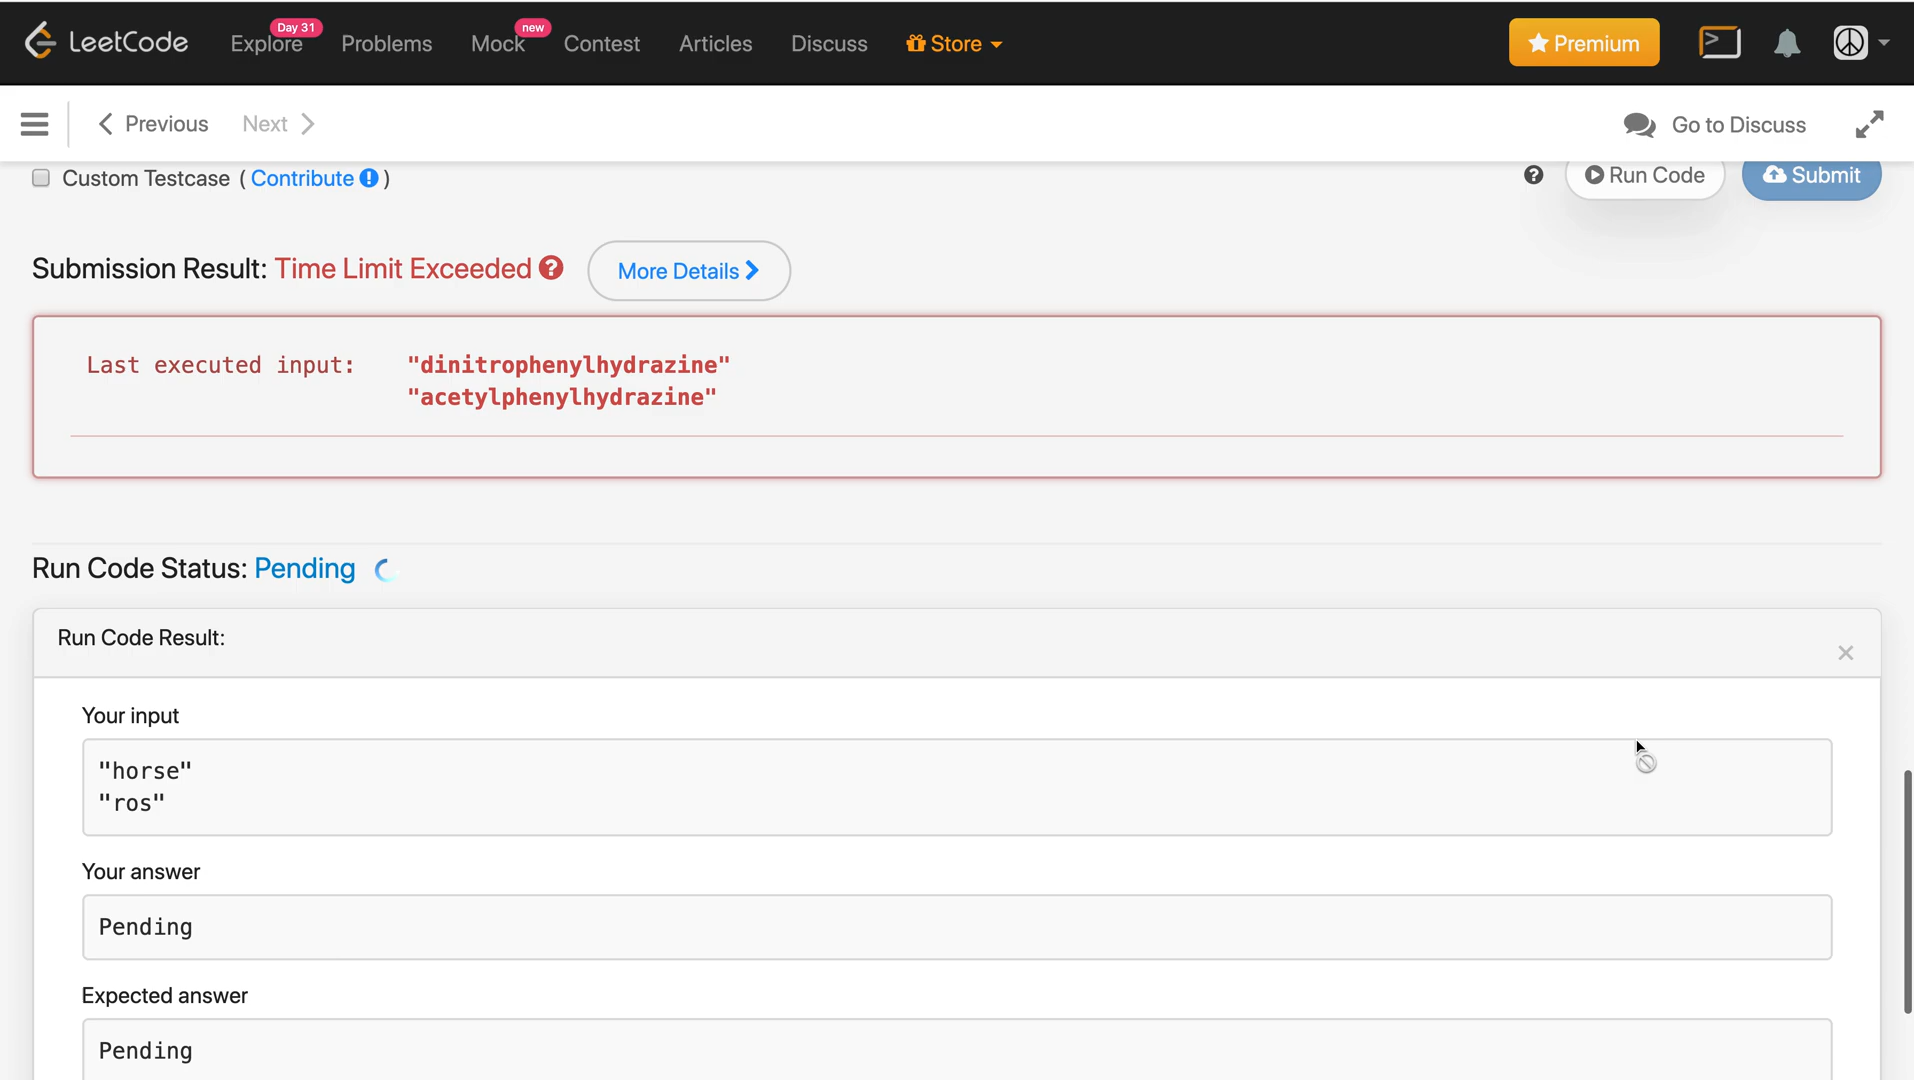 LeetCode Explore Day 31 Problems Mock new Contest Articles Discuss Store Premium
Previous Next Go to Discuss
Custom Testcase ( Contribute ) Run Code Submit
Submission Result: Time Limit Exceeded More Details
Last executed input: "dinitrophenylhydrazine"
"acetylphenylhydrazine"
Run Code Status: Pending
Run Code Result:
Your input
"horse"
"ros"
Your answer
Pending
Expected answer
Pending